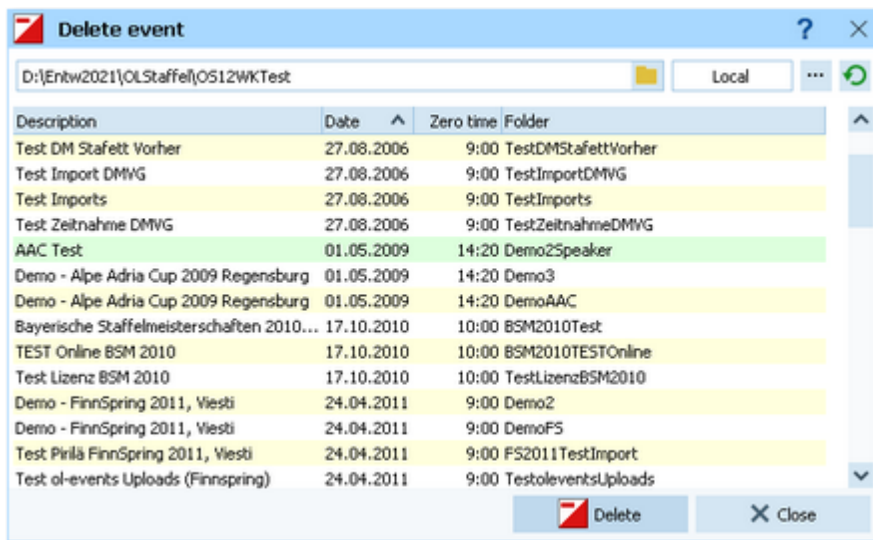 Delete event ?
D:\Entw2021\OLStaffel\OS12WKTest Local ...
Description Date Zero time Folder
Test DM Stafett Vorher 27.08.2006 9:00 TestDMStafettVorher
Test Import DMVG 27.08.2006 9:00 TestImportDMVG
Test Imports 27.08.2006 9:00 TestImports
Test Zeitnahme DMVG 27.08.2006 9:00 TestZeitnahmeDMVG
AAC Test 01.05.2009 14:20 Demo2Speaker
Demo - Alpe Adria Cup 2009 Regensburg 01.05.2009 14:20 Demo3
Demo - Alpe Adria Cup 2009 Regensburg 01.05.2009 14:20 DemoAAC
Bayerische Staffelmeisterschaften 2010... 17.10.2010 10:00 BSM2010Test
TEST Online BSM 2010 17.10.2010 10:00 BSM2010TESTOnline
Test Lizenz BSM 2010 17.10.2010 10:00 TestLizenzBSM2010
Demo - FinnSpring 2011, Viesti 24.04.2011 9:00 Demo2
Demo - FinnSpring 2011, Viesti 24.04.2011 9:00 DemoFS
Test Pirilä FinnSpring 2011, Viesti 24.04.2011 9:00 FS2011TestImport
Test ol-events Uploads (Finnspring) 24.04.2011 9:00 TestoleventsUploads
Delete Close